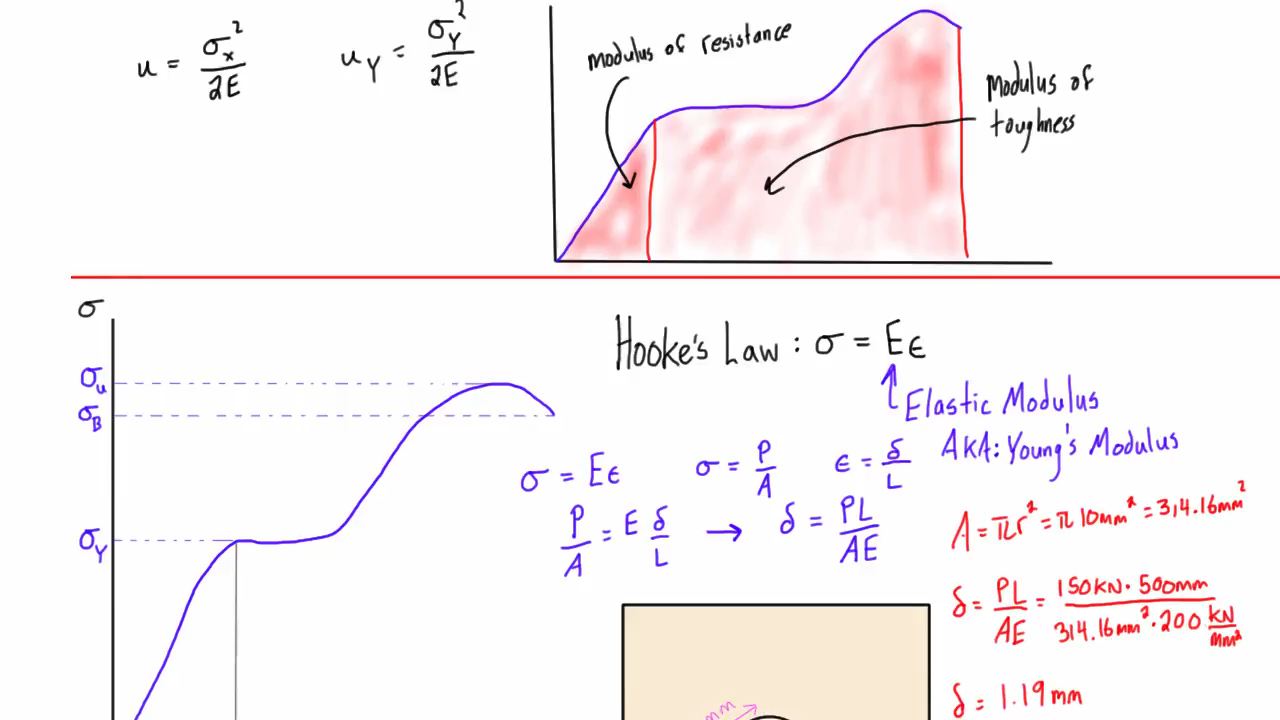 u = σx² / 2E
uY = σY² / 2E
modulus of resistance
Modulus of
toughness
σ
σu
σB
σY
Hooke's Law : σ = Eϵ
Elastic Modulus
AKA: Young's Modulus
σ = Eϵ
σ = P/A
ϵ = δ/L
P/A = E δ/L → δ = PL/AE
A = πr² = π 10mm² = 314.16mm²
δ = PL/AE = 150KN · 500mm / 314.16mm² · 200 KN/mm²
δ = 1.19mm
mm